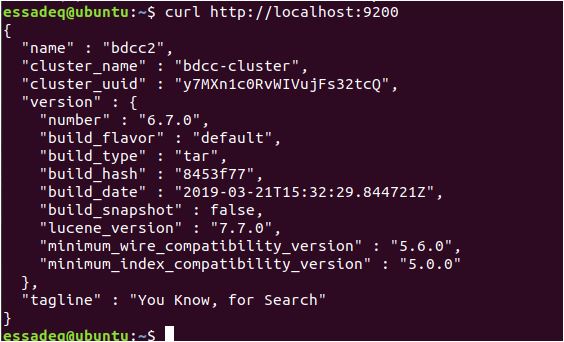 essadeq@ubuntu:~$ curl http://localhost:9200
{
  "name" : "bdcc2",
  "cluster_name" : "bdcc-cluster",
  "cluster_uuid" : "y7MXn1c0RvWIVujFs32tcQ",
  "version" : {
    "number" : "6.7.0",
    "build_flavor" : "default",
    "build_type" : "tar",
    "build_hash" : "8453f77",
    "build_date" : "2019-03-21T15:32:29.844721Z",
    "build_snapshot" : false,
    "lucene_version" : "7.7.0",
    "minimum_wire_compatibility_version" : "5.6.0",
    "minimum_index_compatibility_version" : "5.0.0"
  },
  "tagline" : "You Know, for Search"
}
essadeq@ubuntu:~$